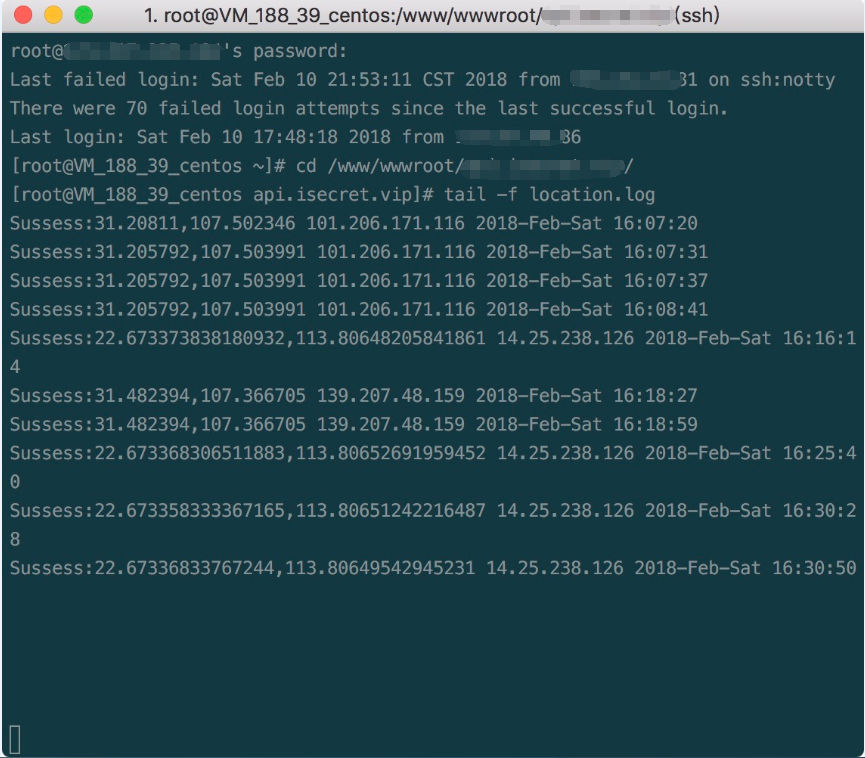 1. root@VM_188_39_centos:/www/wwwroot/ (ssh)
root@ 's password:
Last failed login: Sat Feb 10 21:53:11 CST 2018 from 81 on ssh:notty
There were 70 failed login attempts since the last successful login.
Last login: Sat Feb 10 17:48:18 2018 from 86
[root@VM_188_39_centos ~]# cd /www/wwwroot/ /
[root@VM_188_39_centos api.isecret.vip]# tail -f location.log
Sussess:31.20811,107.502346 101.206.171.116 2018-Feb-Sat 16:07:20
Sussess:31.205792,107.503991 101.206.171.116 2018-Feb-Sat 16:07:31
Sussess:31.205792,107.503991 101.206.171.116 2018-Feb-Sat 16:07:37
Sussess:31.205792,107.503991 101.206.171.116 2018-Feb-Sat 16:08:41
Sussess:22.673373838180932,113.80648205841861 14.25.238.126 2018-Feb-Sat 16:16:1
4
Sussess:31.482394,107.366705 139.207.48.159 2018-Feb-Sat 16:18:27
Sussess:31.482394,107.366705 139.207.48.159 2018-Feb-Sat 16:18:59
Sussess:22.673368306511883,113.80652691959452 14.25.238.126 2018-Feb-Sat 16:25:4
0
Sussess:22.673358333367165,113.80651242216487 14.25.238.126 2018-Feb-Sat 16:30:2
8
Sussess:22.67336833767244,113.80649542945231 14.25.238.126 2018-Feb-Sat 16:30:50